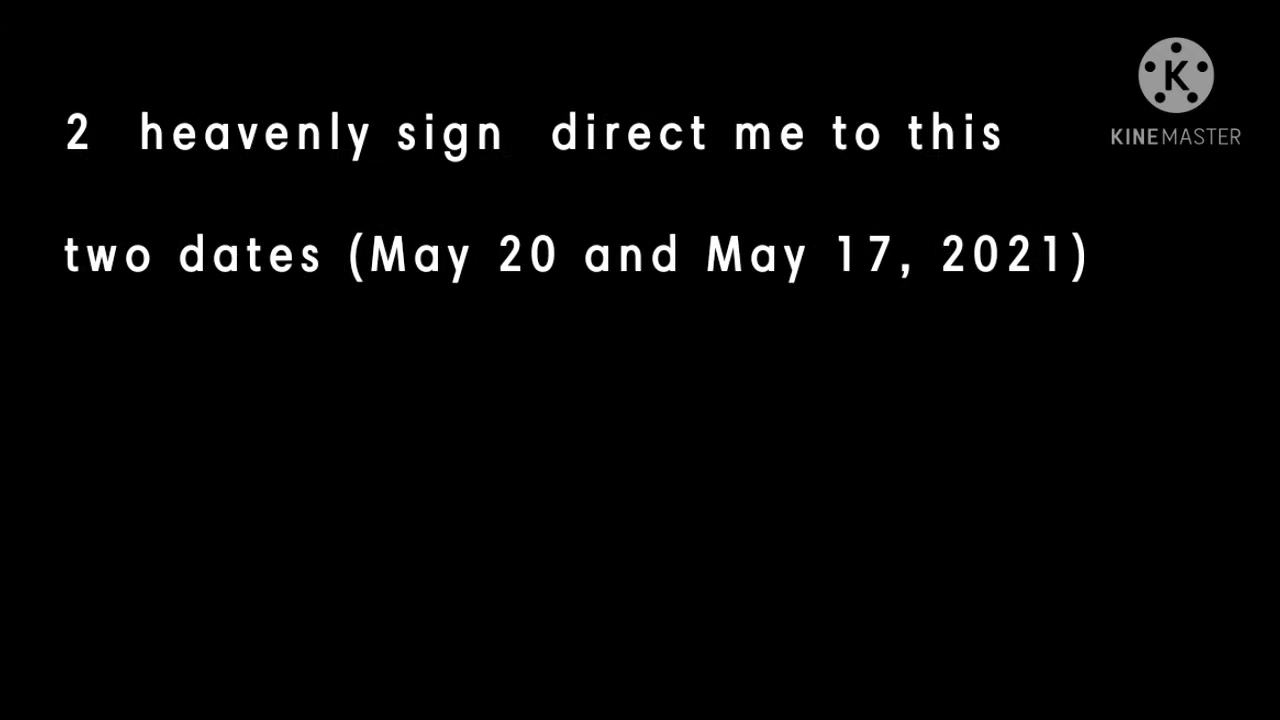 2 heavenly sign direct me to this
two dates (May 20 and May 17, 2021)
K
KINEMASTER